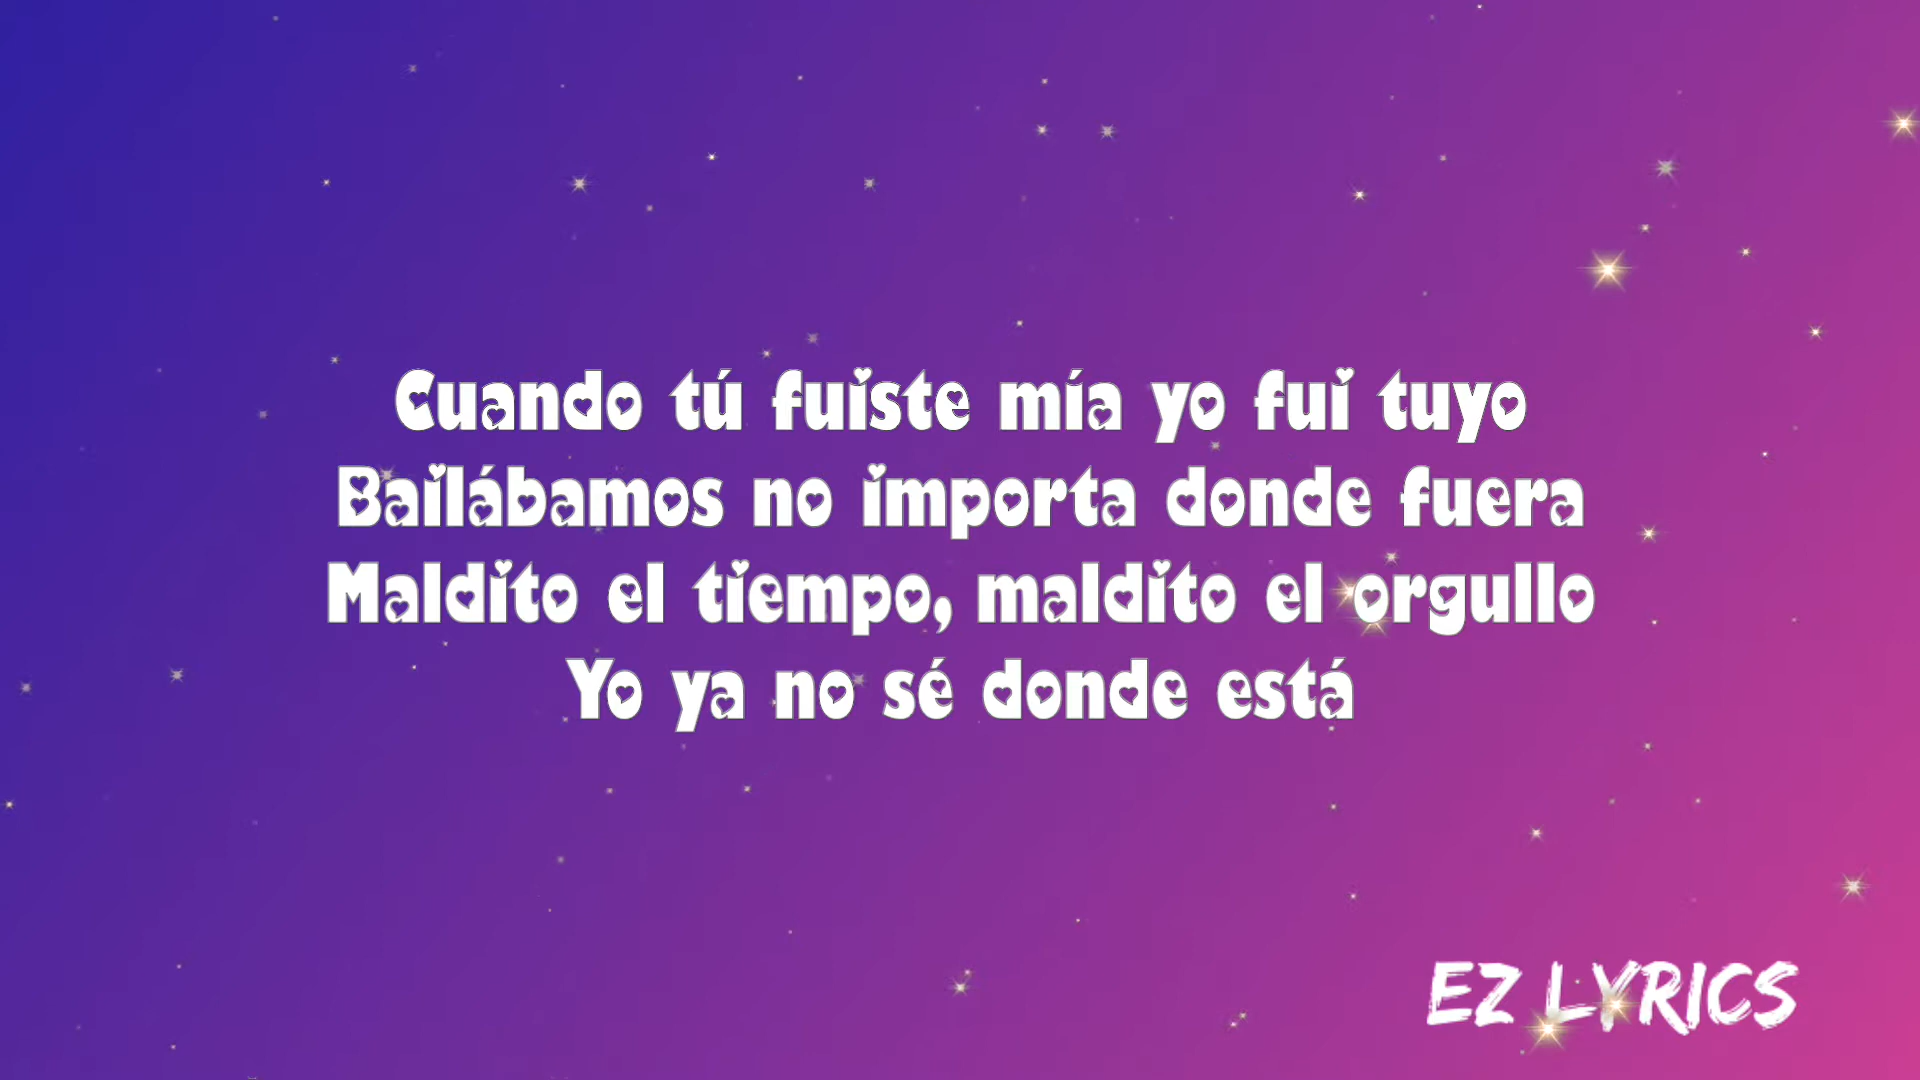 Cuando tú fuiste mía yo fui tuyo
Bailábamos no importa donde fuera
Maldito el tiempo, maldito el orgullo
Yo ya no sé donde está
EZ LYRICS